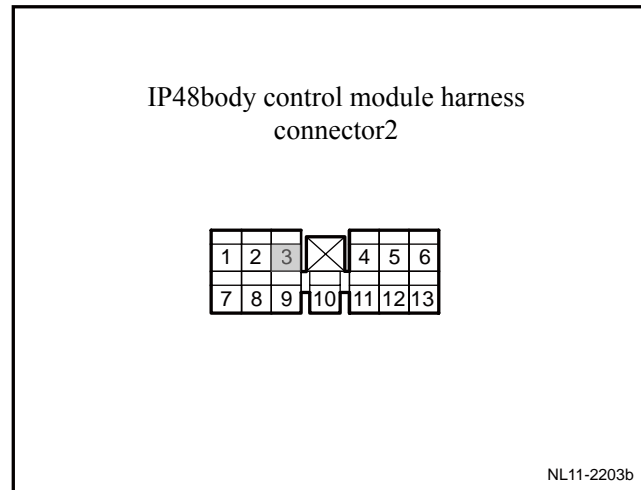 IP48body control module harness
connector2
1 2 3 4 5 6
7 8 9 10 11 12 13
NL11-2203b